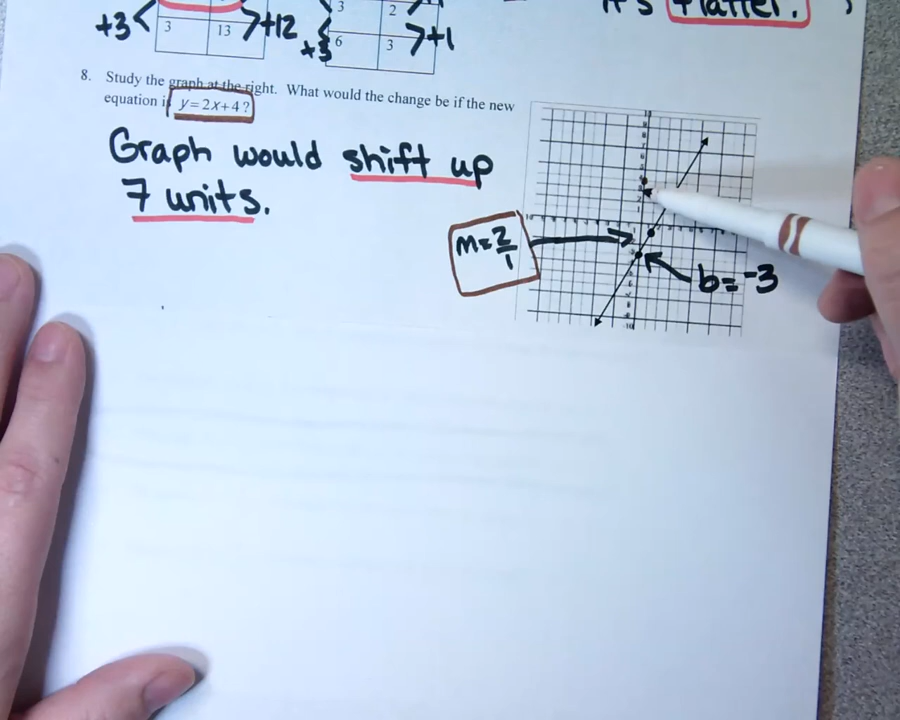 it's flatter.
+3 3 13 +12 +3 3 2
6 3 +1
8. Study the graph at the right. What would the change be if the new
equation i y=2x+4?
Graph would shift up
7 units.
m=2/1
b=-3